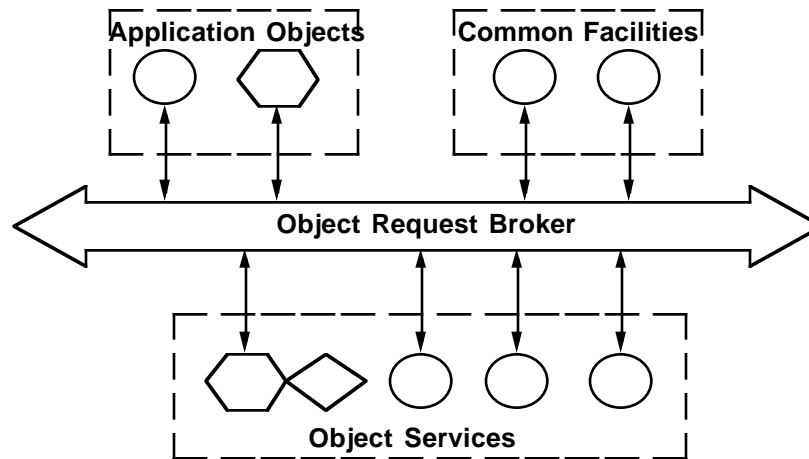 Application Objects
Common Facilities
Object Request Broker
Object Services